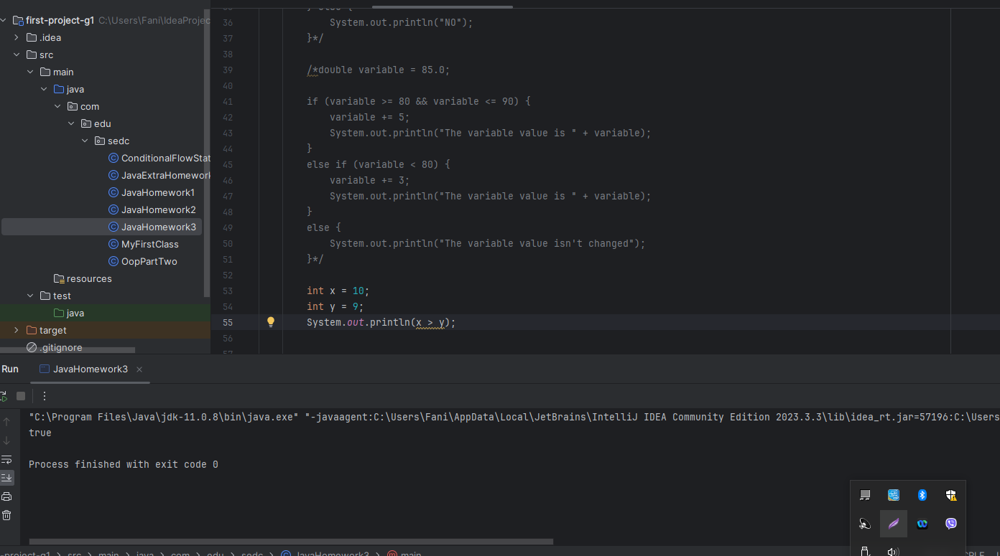 first-project-g1 C:\Users\Fani\IdeaProjec
.idea
src
main
java
com
edu
sedc
ConditionalFlowStat
JavaExtraHomework
JavaHomework1
JavaHomework2
JavaHomework3
MyFirstClass
OopPartTwo
resources
test
java
target
.gitignore
} else {
36 System.out.println("NO");
37 }*/
38
39 /*double variable = 85.0;
40
41 if (variable >= 80 && variable <= 90) {
42 variable += 5;
43 System.out.println("The variable value is " + variable);
44 }
45 else if (variable < 80) {
46 variable += 3;
47 System.out.println("The variable value is " + variable);
48 }
49 else {
50 System.out.println("The variable value isn't changed");
51 }*/
52
53 int x = 10;
54 int y = 9;
55 System.out.println(x > y);
56
57
Run JavaHomework3
"C:\Program Files\Java\jdk-11.0.8\bin\java.exe" "-javaagent:C:\Users\Fani\AppData\Local\JetBrains\IntelliJ IDEA Community Edition 2023.3.3\lib\idea_rt.jar=57196:C:\Users
true
Process finished with exit code 0
-project-g1 > src > main > java > com > edu > sedc > JavaHomework3 > main